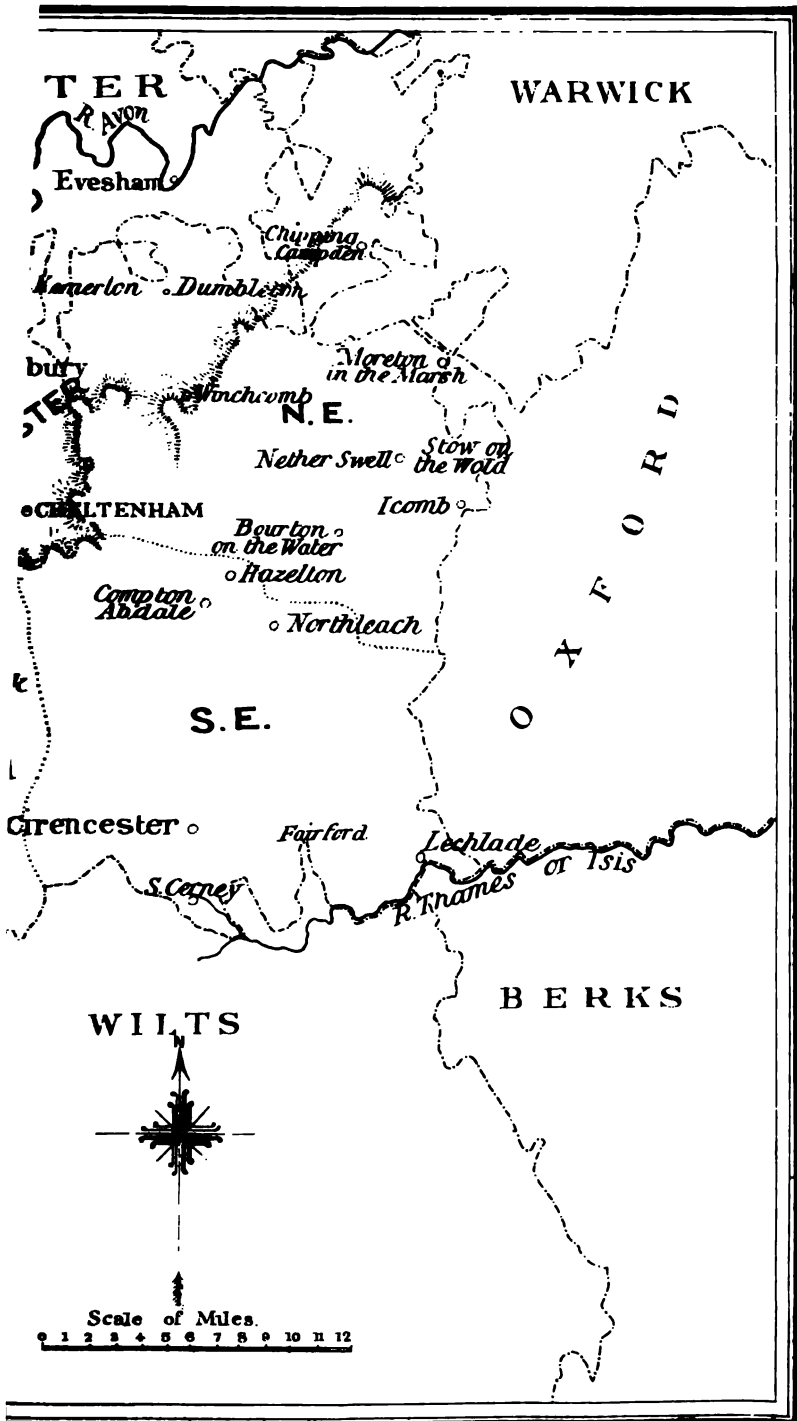 TER
WARWICK
R. Avon
Evesham
Chipping
Campden
Kemerton
Dumbleton
bury
Moreton
in the Marsh
STER
Winchcomb
N.E.
Nether Swell
Stow on
the Wold
OXFORD
Icomb
CHELTENHAM
Bourton
on the Water
Hazelton
Compton
Abdale
Northleach
S.E.
Cirencester
Fairford
Lechlade
R. Thames or Isis
S. Cerney
BERKS
WILTS
N
Scale of Miles.
0 1 2 3 4 5 6 7 8 9 10 11 12